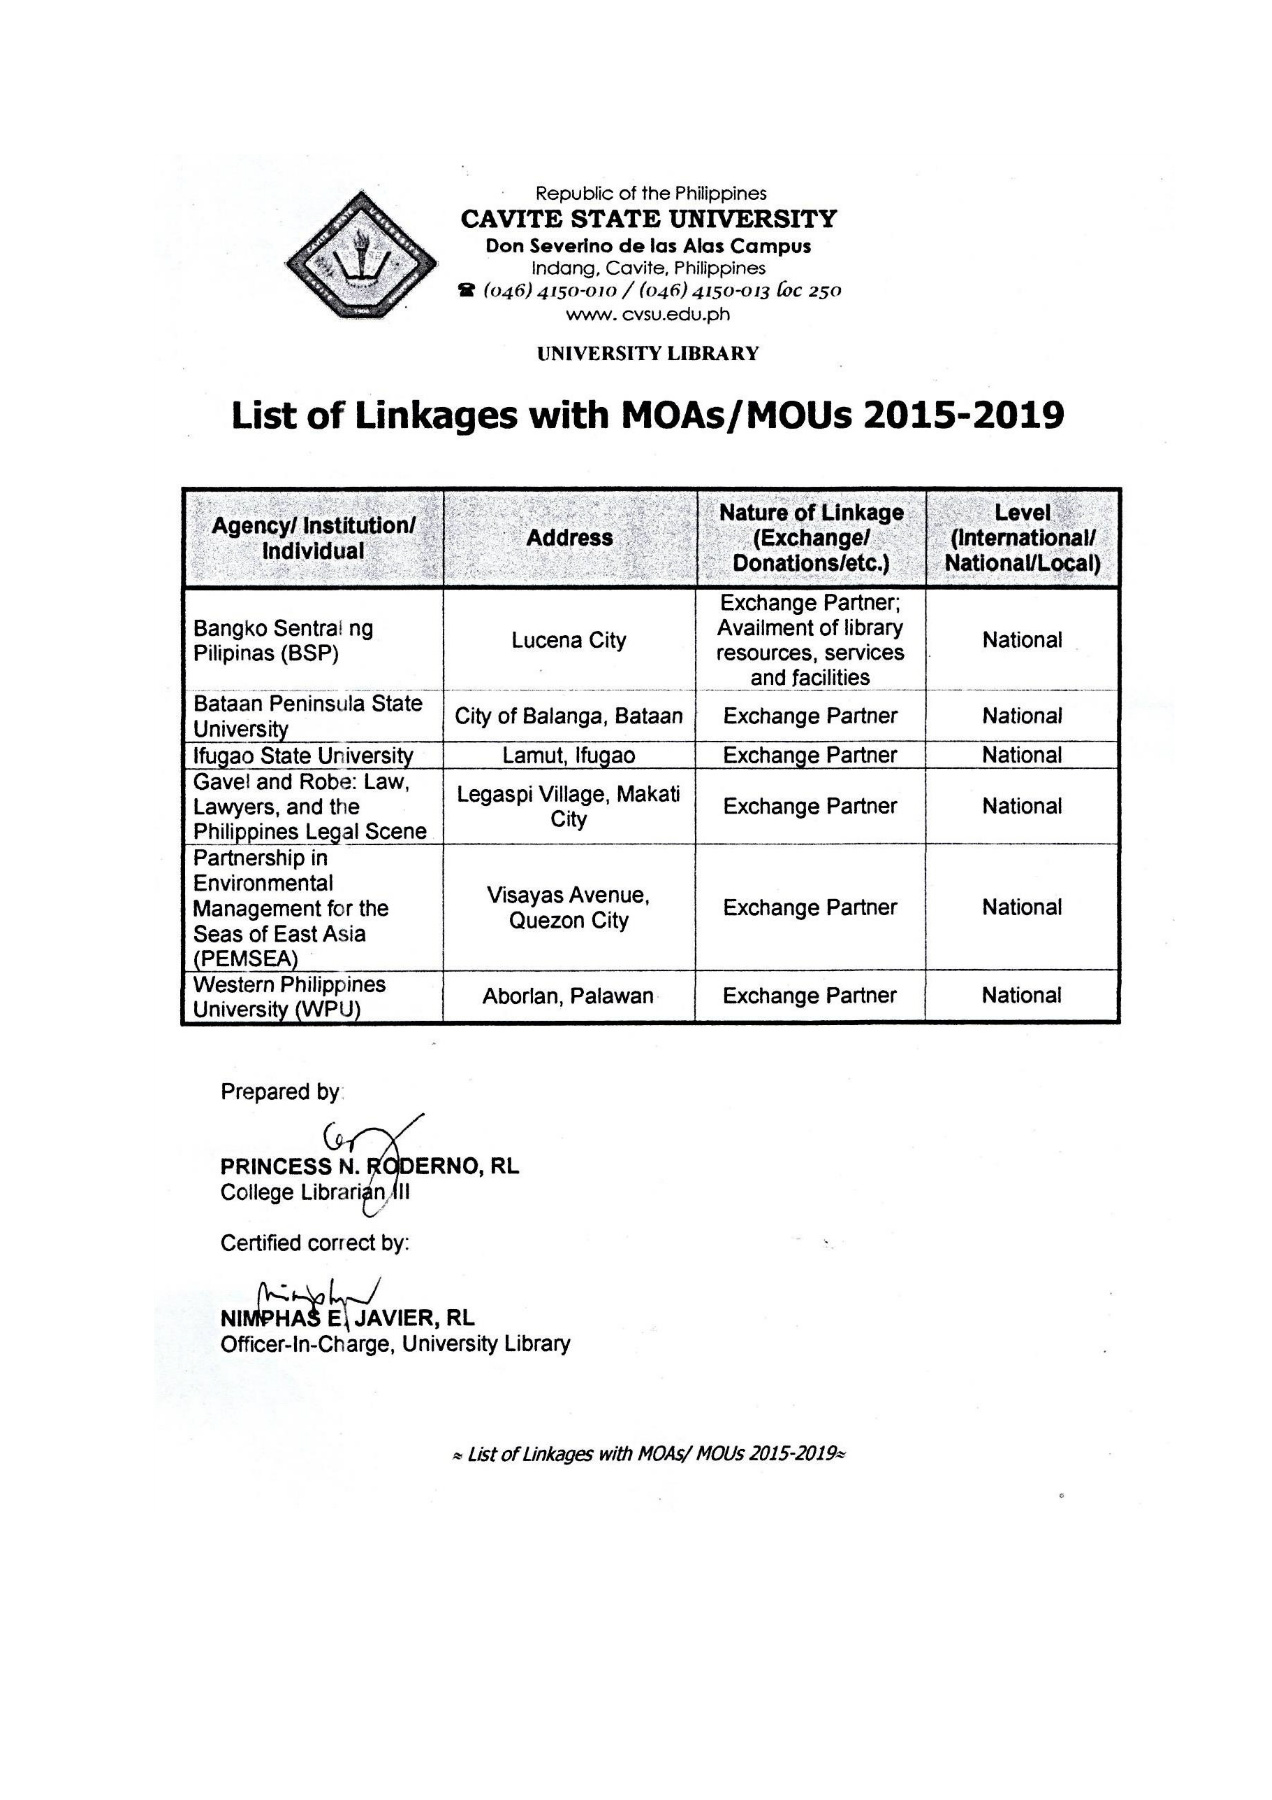 Republic of the Philippines
CAVITE STATE UNIVERSITY
Don Severino de las Alas Campus
Indang, Cavite, Philippines
☎ (046) 4150-010 / (046) 4150-013 loc 250
www. cvsu.edu.ph
UNIVERSITY LIBRARY
List of Linkages with MOAs/MOUs 2015-2019
Agency/ Institution/
Individual
Address
Nature of Linkage
(Exchange/
Donations/etc.)
Level
(International/
National/Local)
Bangko Sentral ng
Pilipinas (BSP)
Lucena City
Exchange Partner;
Availment of library
resources, services
and facilities
National
Bataan Peninsula State
University
City of Balanga, Bataan
Exchange Partner
National
Ifugao State University
Lamut, Ifugao
Exchange Partner
National
Gavel and Robe: Law,
Lawyers, and the
Philippines Legal Scene
Legaspi Village, Makati
City
Exchange Partner
National
Partnership in
Environmental
Management for the
Seas of East Asia
(PEMSEA)
Visayas Avenue,
Quezon City
Exchange Partner
National
Western Philippines
University (WPU)
Aborlan, Palawan
Exchange Partner
National
Prepared by:
PRINCESS N. RODERNO, RL
College Librarian III
Certified correct by:
NIMPHAS E. JAVIER, RL
Officer-In-Charge, University Library
≈ List of Linkages with MOAs/ MOUs 2015-2019≈